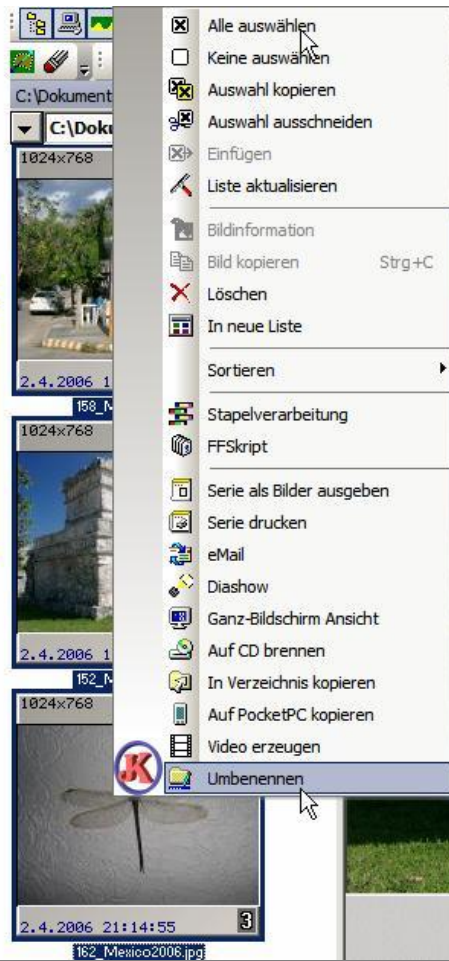 C:\Dokument
C:\Doku
1024x768
2.4.2006 1
158_M
1024x768
2.4.2006
152_M
1024x768
2.4.2006 21:14:55
3
162_Mexico2006.jpg
Alle auswählen
Keine auswählen
Auswahl kopieren
Auswahl ausschneiden
Einfügen
Liste aktualisieren
Bildinformation
Bild kopieren Strg+C
Löschen
In neue Liste
Sortieren
Stapelverarbeitung
FFSkript
Serie als Bilder ausgeben
Serie drucken
eMail
Diashow
Ganz-Bildschirm Ansicht
Auf CD brennen
In Verzeichnis kopieren
Auf PocketPC kopieren
Video erzeugen
JK
Umbenennen